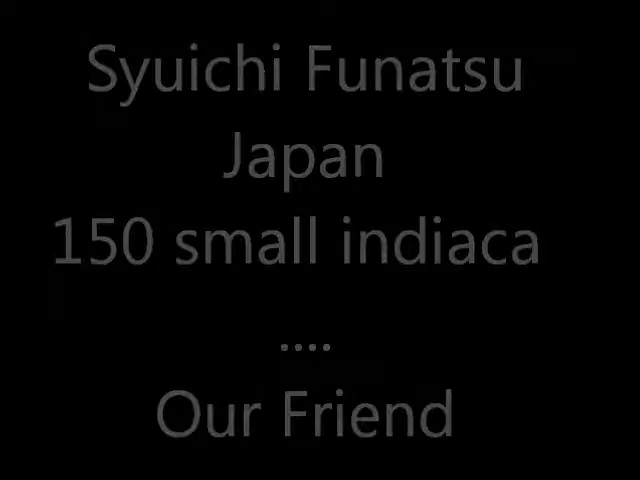 Syuichi Funatsu
Japan
150 small indiaca
....
Our Friend